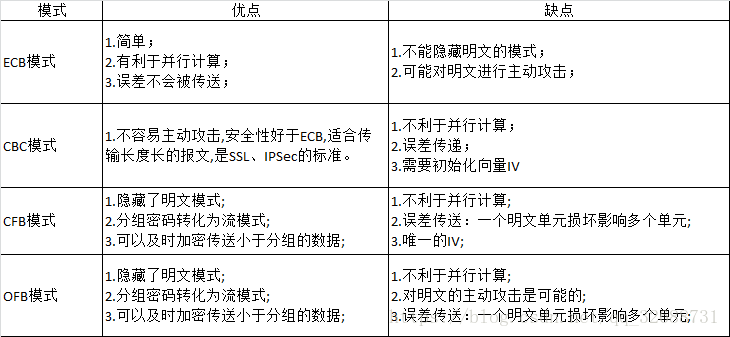 模式 优点 缺点
ECB模式
1.简单；
2.有利于并行计算；
3.误差不会被传送；
1.不能隐藏明文的模式；
2.可能对明文进行主动攻击；
CBC模式
1.不容易主动攻击,安全性好于ECB,适合传
输长度长的报文,是SSL、IPSec的标准。
1.不利于并行计算；
2.误差传递；
3.需要初始化向量IV
CFB模式
1.隐藏了明文模式;
2.分组密码转化为流模式;
3.可以及时加密传送小于分组的数据;
1.不利于并行计算;
2.误差传送：一个明文单元损坏影响多个单元;
3.唯一的IV;
OFB模式
1.隐藏了明文模式;
2.分组密码转化为流模式;
3.可以及时加密传送小于分组的数据;
1.不利于并行计算;
2.对明文的主动攻击是可能的;
3.误差传送：一个明文单元损坏影响多个单元;